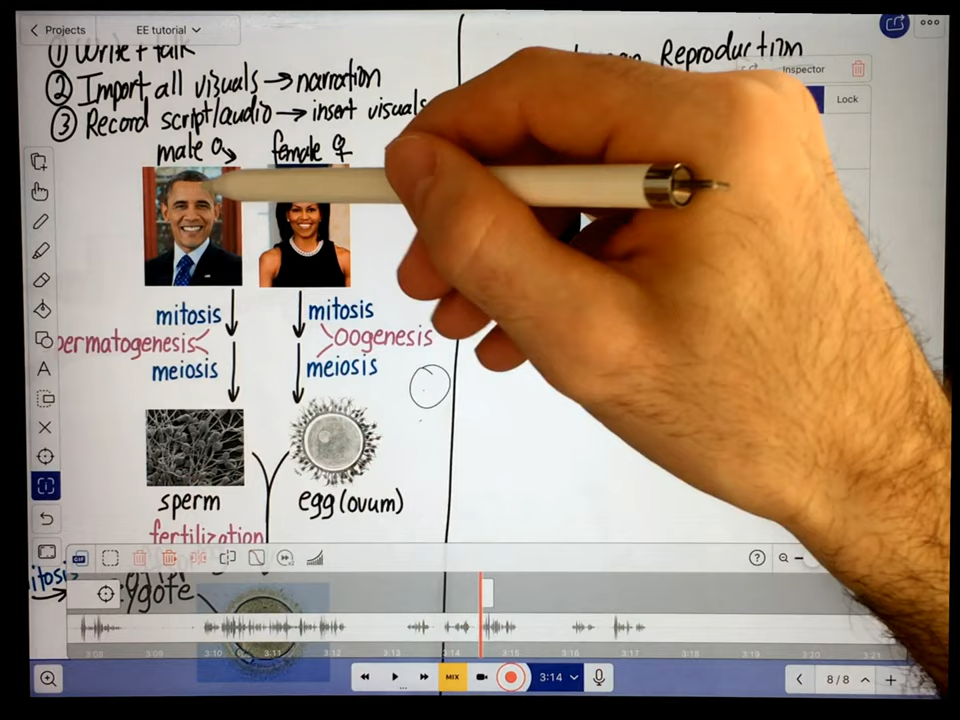 Projects
EE tutorial
① Write + talk
② Import all visuals → narration
③ Record script/audio → insert visuals
Reproduction
Inspector
Lock
male ♂ female ♀
mitosis mitosis
permatogenesis oogenesis
meiosis meiosis
sperm egg (ovum)
fertilization
itosis
zygote
GIF
3:08 3:09 3:10 3:11 3:12 3:13 3:14 3:15 3:16 3:17 3:18 3:19 3:20 3:21
MIX 3:14 8/8